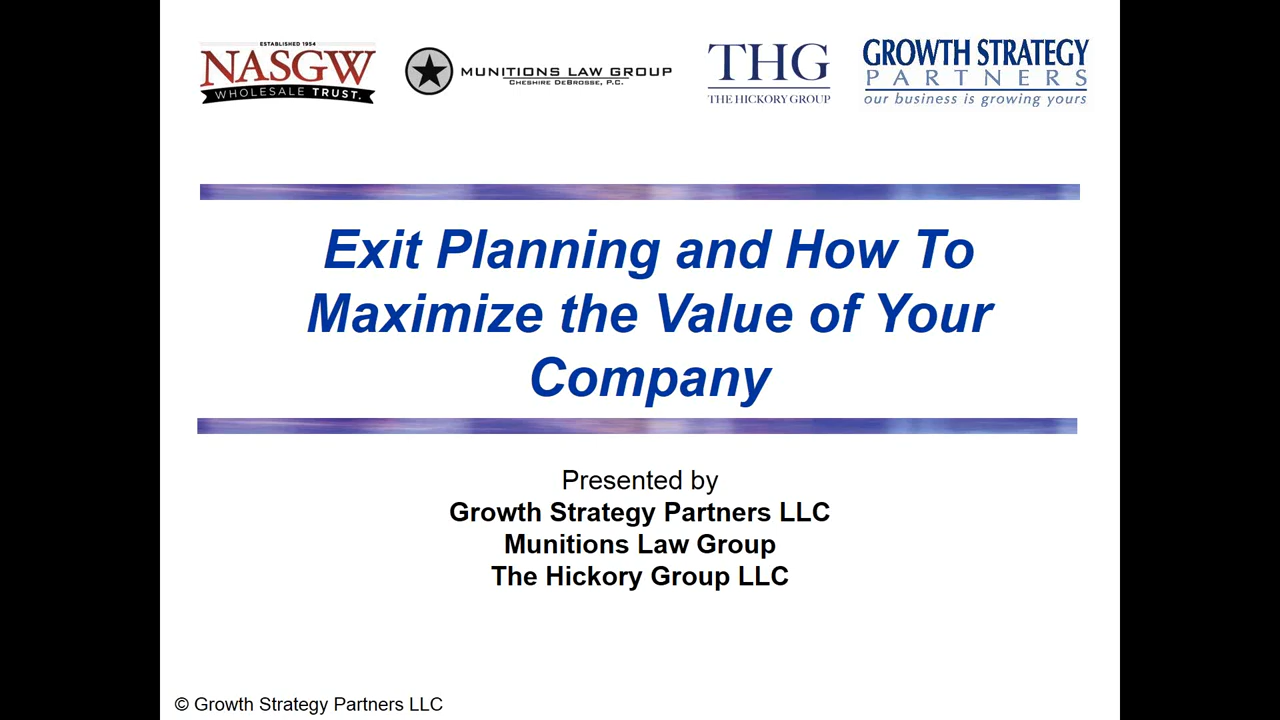 ESTABLISHED 1954
NASGW
WHOLESALE TRUST.
MUNITIONS LAW GROUP
CHESHIRE DEBROSSE, P.C.
THG
THE HICKORY GROUP
GROWTH STRATEGY
PARTNERS
our business is growing yours
Exit Planning and How To
Maximize the Value of Your
Company
Presented by
Growth Strategy Partners LLC
Munitions Law Group
The Hickory Group LLC
© Growth Strategy Partners LLC